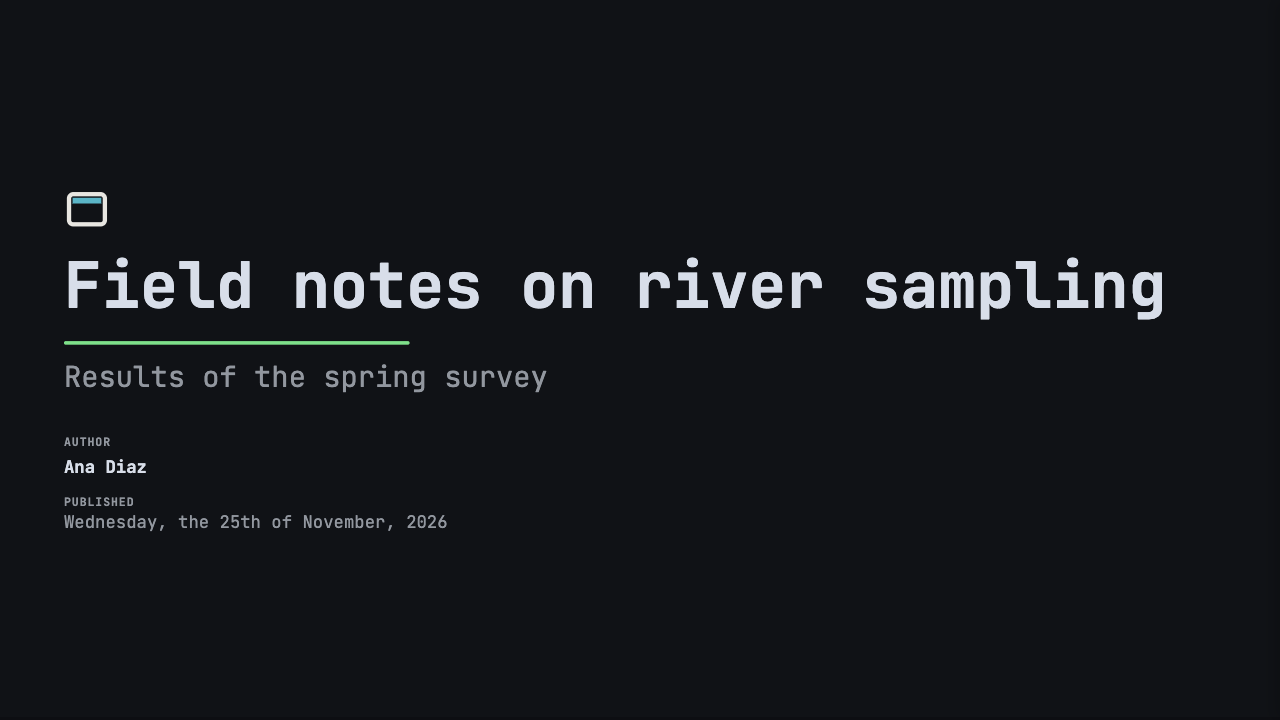 Field notes on river sampling
Results of the spring survey
AUTHOR
Ana Diaz
PUBLISHED
Wednesday, the 25th of November, 2026